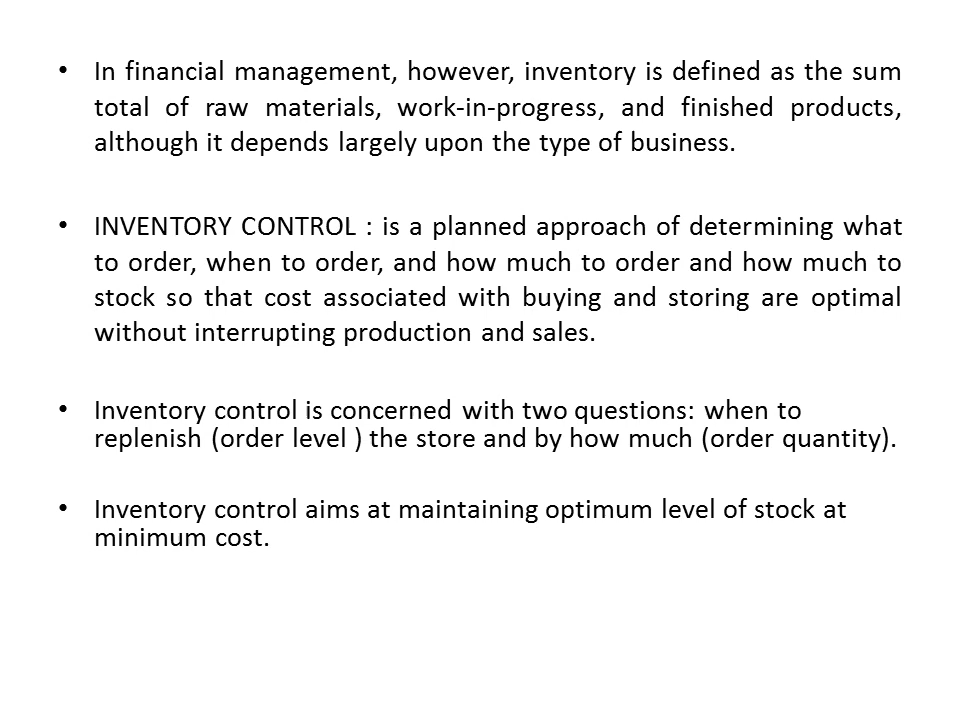 • In financial management, however, inventory is defined as the sum
total of raw materials, work-in-progress, and finished products,
although it depends largely upon the type of business.
• INVENTORY CONTROL : is a planned approach of determining what
to order, when to order, and how much to order and how much to
stock so that cost associated with buying and storing are optimal
without interrupting production and sales.
• Inventory control is concerned with two questions: when to
replenish (order level ) the store and by how much (order quantity).
• Inventory control aims at maintaining optimum level of stock at
minimum cost.